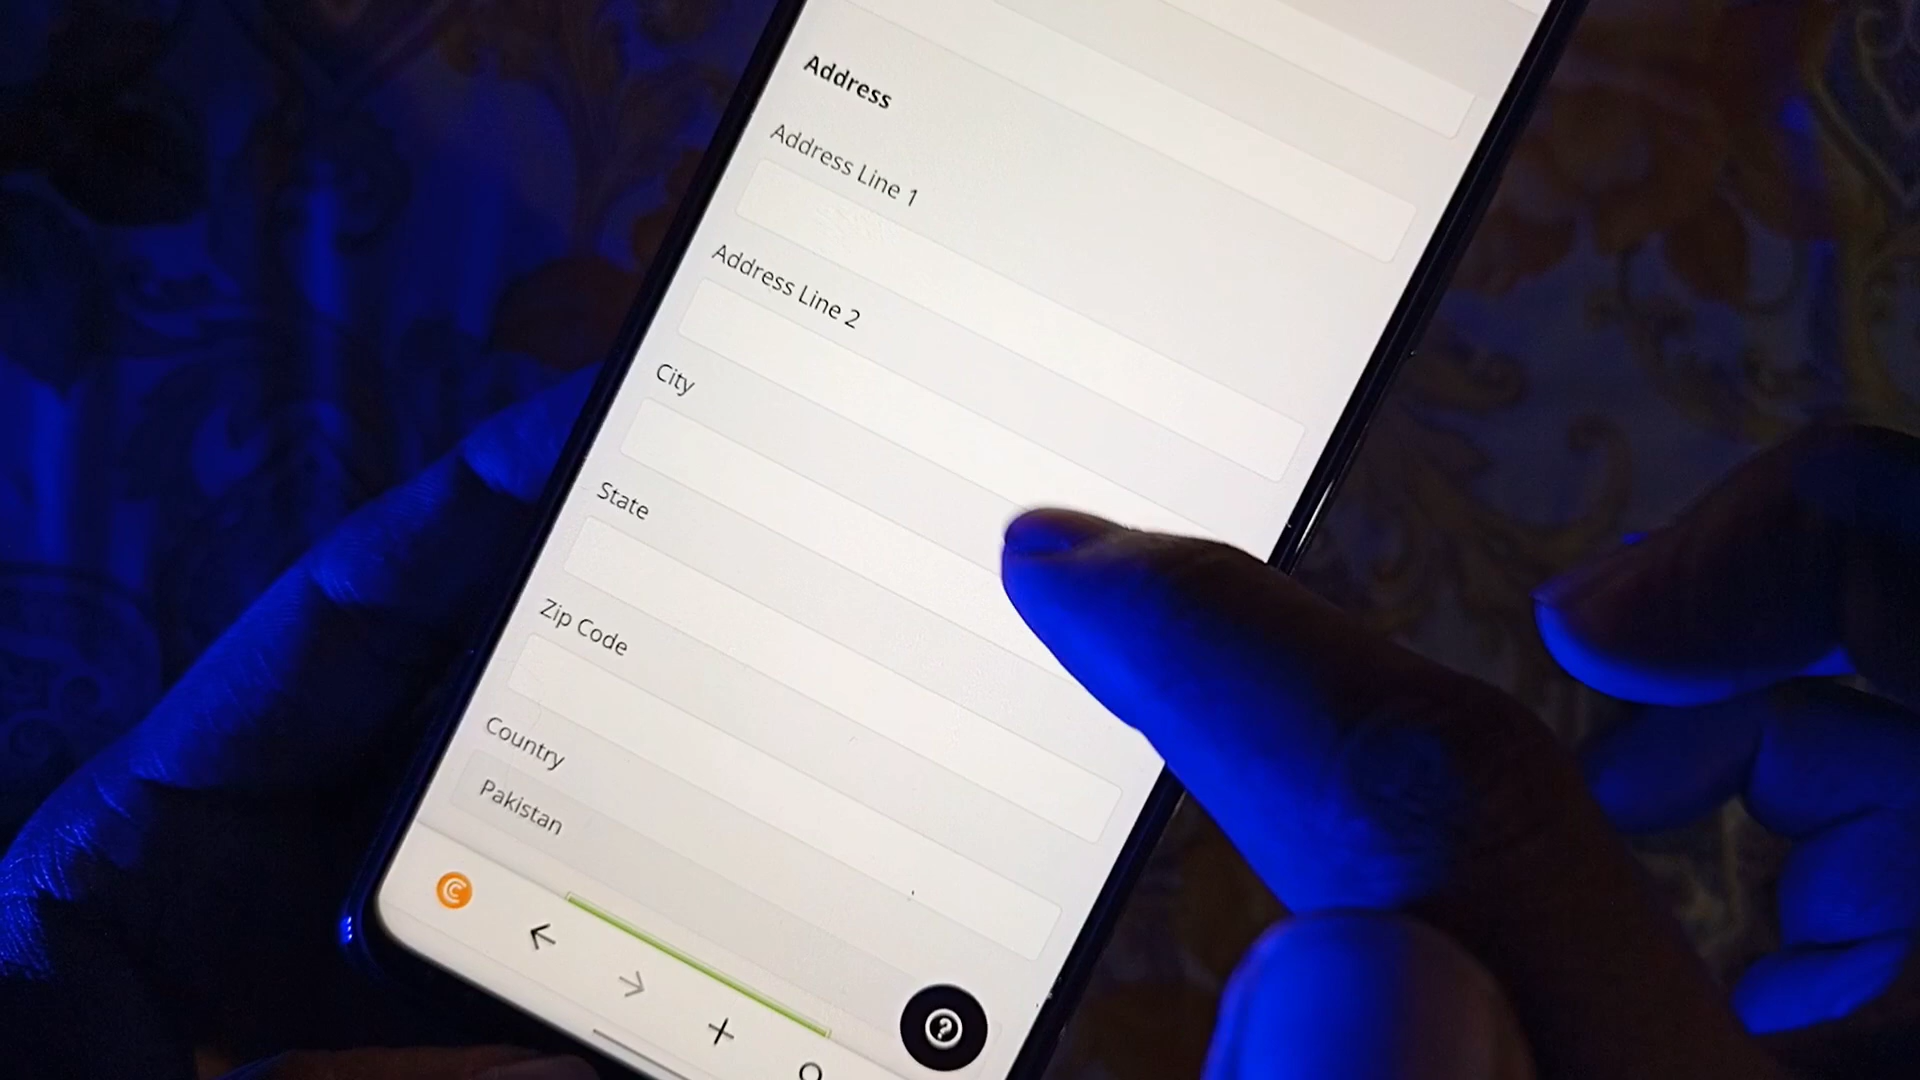 Address
Address Line 1
Address Line 2
City
State
Zip Code
Country
Pakistan